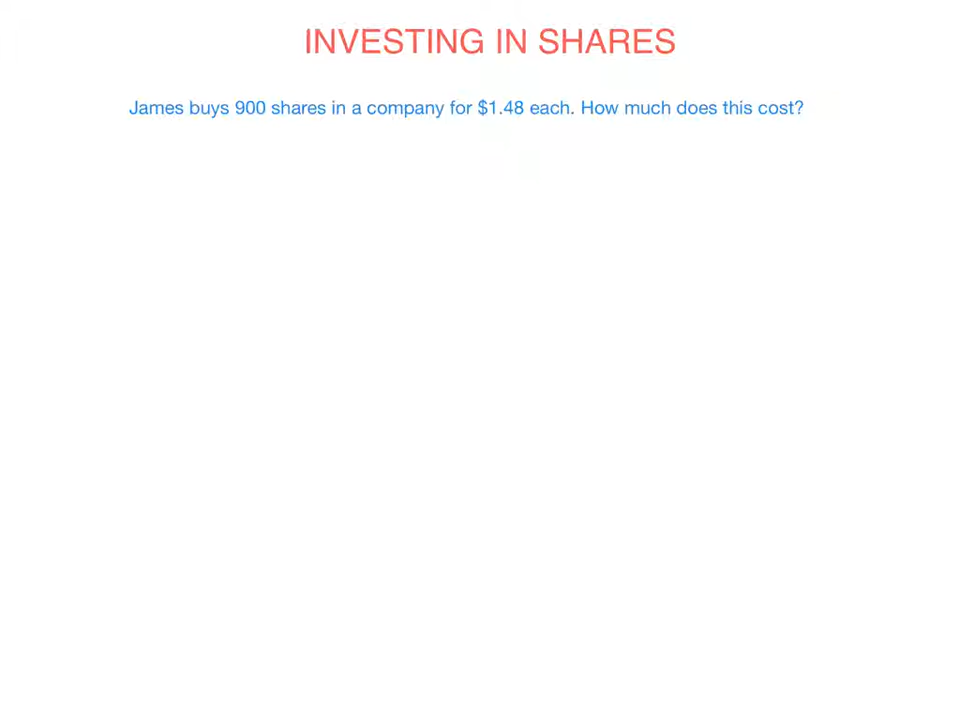 INVESTING IN SHARES
James buys 900 shares in a company for $1.48 each. How much does this cost?